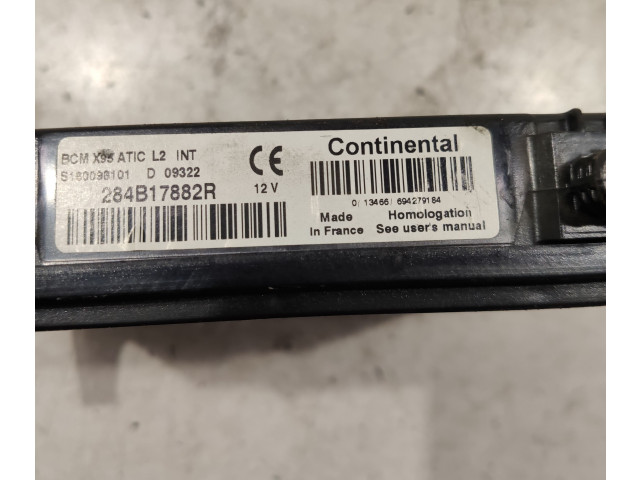 BCM X95 ATIC L2 INT
S180098101 D 09322
284B17882R 12 V
CE
Continental
0/13466/694279184
Made In France
Homologation See user's manual